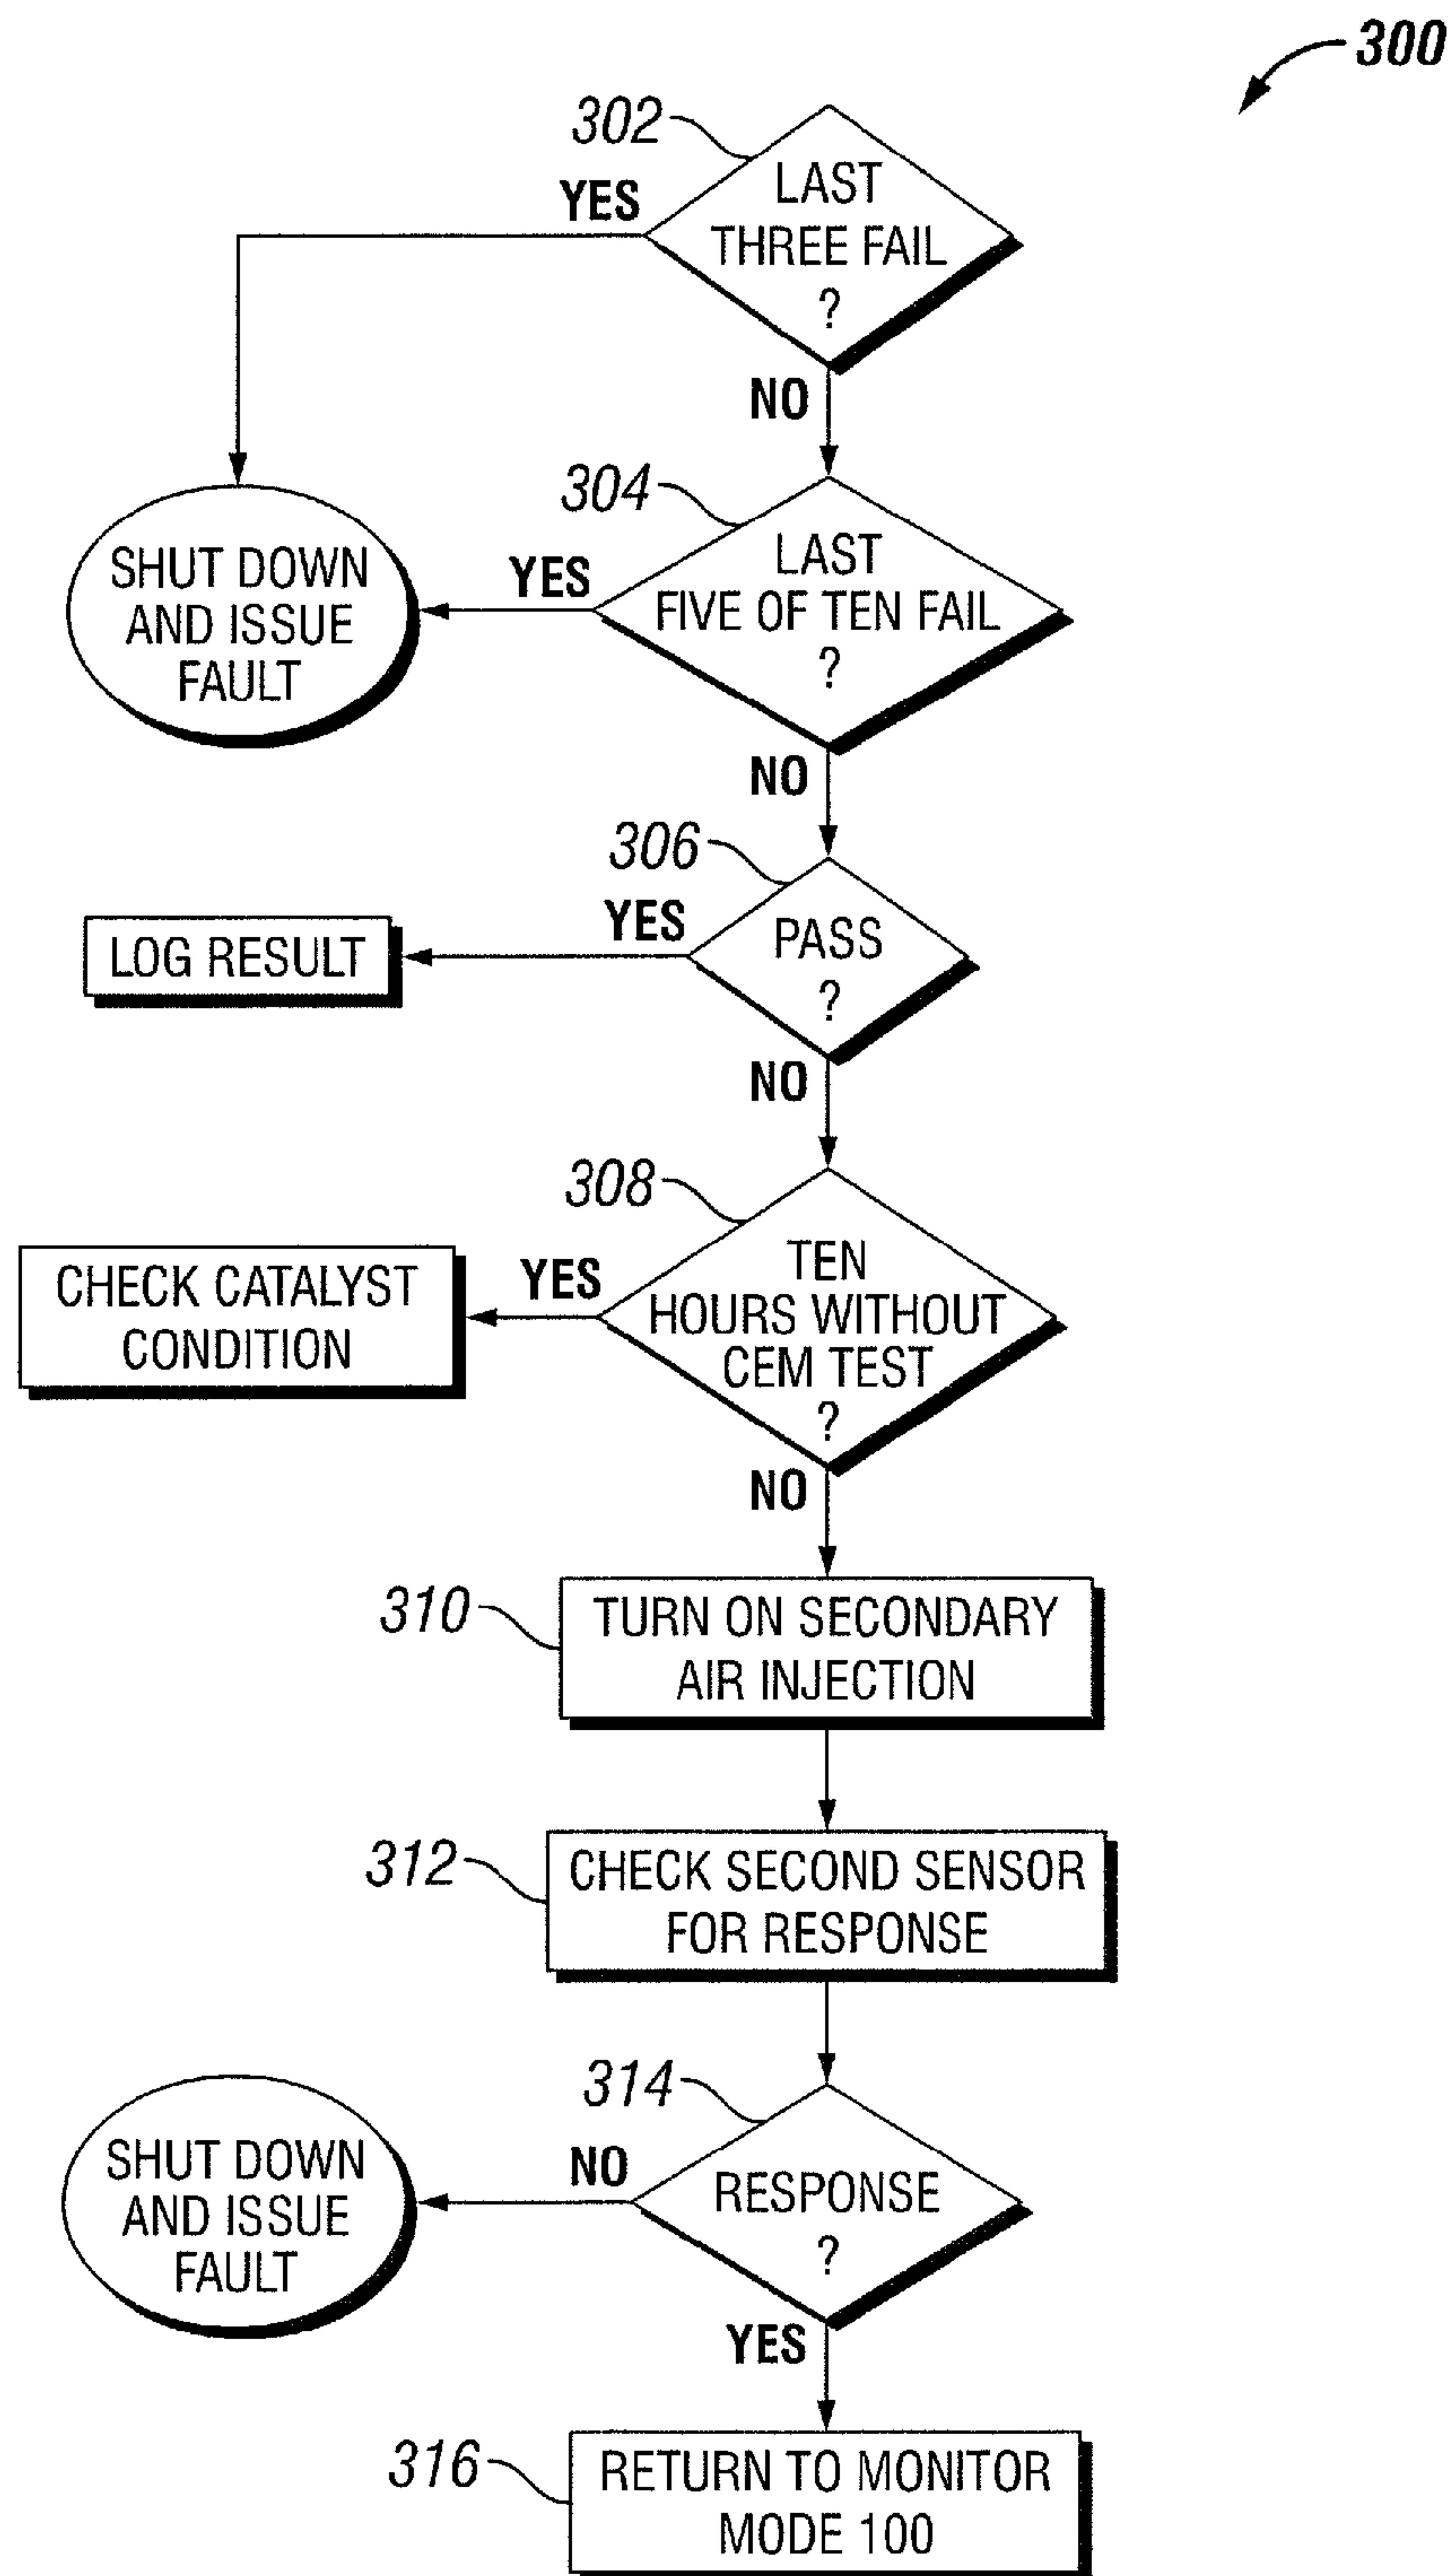 300
302
LAST
THREE FAIL
?
YES
NO
304
LAST
FIVE OF TEN FAIL
?
YES
SHUT DOWN
AND ISSUE
FAULT
NO
306
PASS
?
YES
LOG RESULT
NO
308
TEN
HOURS WITHOUT
CEM TEST
?
YES
CHECK CATALYST
CONDITION
NO
310
TURN ON SECONDARY
AIR INJECTION
312
CHECK SECOND SENSOR
FOR RESPONSE
314
RESPONSE
?
NO
SHUT DOWN
AND ISSUE
FAULT
YES
316
RETURN TO MONITOR
MODE 100